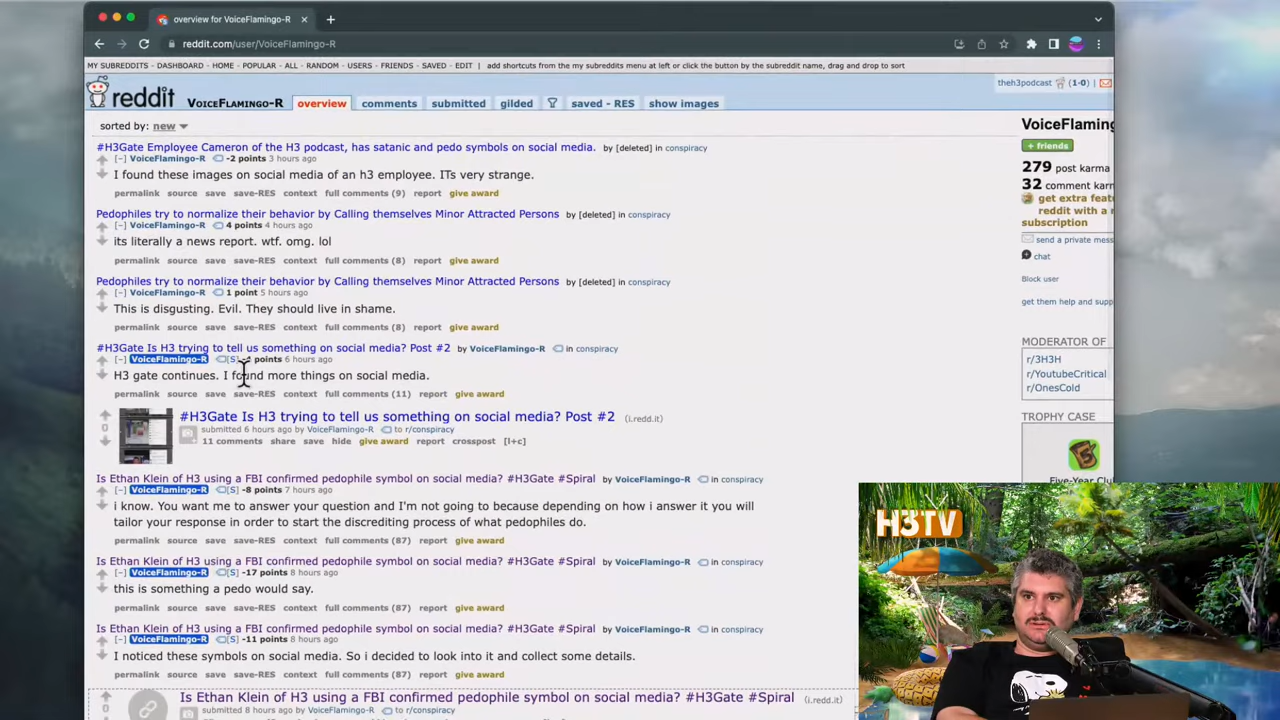 overview for VoiceFlamingo-R
reddit.com/user/VoiceFlamingo-R
MY SUBREDDITS - DASHBOARD - HOME - POPULAR - ALL - RANDOM - USERS - FRIENDS - SAVED - EDIT | add shortcuts from the my subreddits menu at left or click the button by the subreddit name, drag and drop to sort
reddit VOICEFLAMINGO-R overview comments submitted gilded saved - RES show images
theh3podcast (1·0)
sorted by: new
#H3Gate Employee Cameron of the H3 podcast, has satanic and pedo symbols on social media. by [deleted] in conspiracy
[–] VoiceFlamingo-R -2 points 3 hours ago
I found these images on social media of an h3 employee. ITs very strange.
permalink source save save-RES context full comments (9) report give award
Pedophiles try to normalize their behavior by Calling themselves Minor Attracted Persons by [deleted] in conspiracy
[–] VoiceFlamingo-R 4 points 4 hours ago
its literally a news report. wtf. omg. lol
permalink source save save-RES context full comments (8) report give award
Pedophiles try to normalize their behavior by Calling themselves Minor Attracted Persons by [deleted] in conspiracy
[–] VoiceFlamingo-R 1 point 5 hours ago
This is disgusting. Evil. They should live in shame.
permalink source save save-RES context full comments (8) report give award
#H3Gate Is H3 trying to tell us something on social media? Post #2 by VoiceFlamingo-R in conspiracy
[–] VoiceFlamingo-R [S] points 6 hours ago
H3 gate continues. I found more things on social media.
permalink source save save-RES context full comments (11) report give award
0
#H3Gate Is H3 trying to tell us something on social media? Post #2 (i.redd.it)
submitted 6 hours ago by VoiceFlamingo-R to r/conspiracy
11 comments share save hide give award report crosspost [l+c]
Is Ethan Klein of H3 using a FBI confirmed pedophile symbol on social media? #H3Gate #Spiral by VoiceFlamingo-R in conspiracy
[–] VoiceFlamingo-R [S] -8 points 7 hours ago
i know. You want me to answer your question and I'm not going to because depending on how i answer it you will
tailor your response in order to start the discrediting process of what pedophiles do.
permalink source save save-RES context full comments (87) report give award
Is Ethan Klein of H3 using a FBI confirmed pedophile symbol on social media? #H3Gate #Spiral by VoiceFlamingo-R in conspiracy
[–] VoiceFlamingo-R [S] -17 points 8 hours ago
this is something a pedo would say.
permalink source save save-RES context full comments (87) report give award
Is Ethan Klein of H3 using a FBI confirmed pedophile symbol on social media? #H3Gate #Spiral by VoiceFlamingo-R in conspiracy
[–] VoiceFlamingo-R [S] -11 points 8 hours ago
I noticed these symbols on social media. So i decided to look into it and collect some details.
permalink source save save-RES context full comments (87) report give award
0
Is Ethan Klein of H3 using a FBI confirmed pedophile symbol on social media? #H3Gate #Spiral (i.redd.it)
submitted 8 hours ago by VoiceFlamingo-R to r/conspiracy
VoiceFlaming
+ friends
279 post karma
32 comment karm
get extra feat
reddit with a
subscription
send a private mess
chat
Block user
get them help and supp
MODERATOR OF
r/3H3H
r/YoutubeCritical
r/OnesCold
TROPHY CASE
Five-Year Clu
H3TV